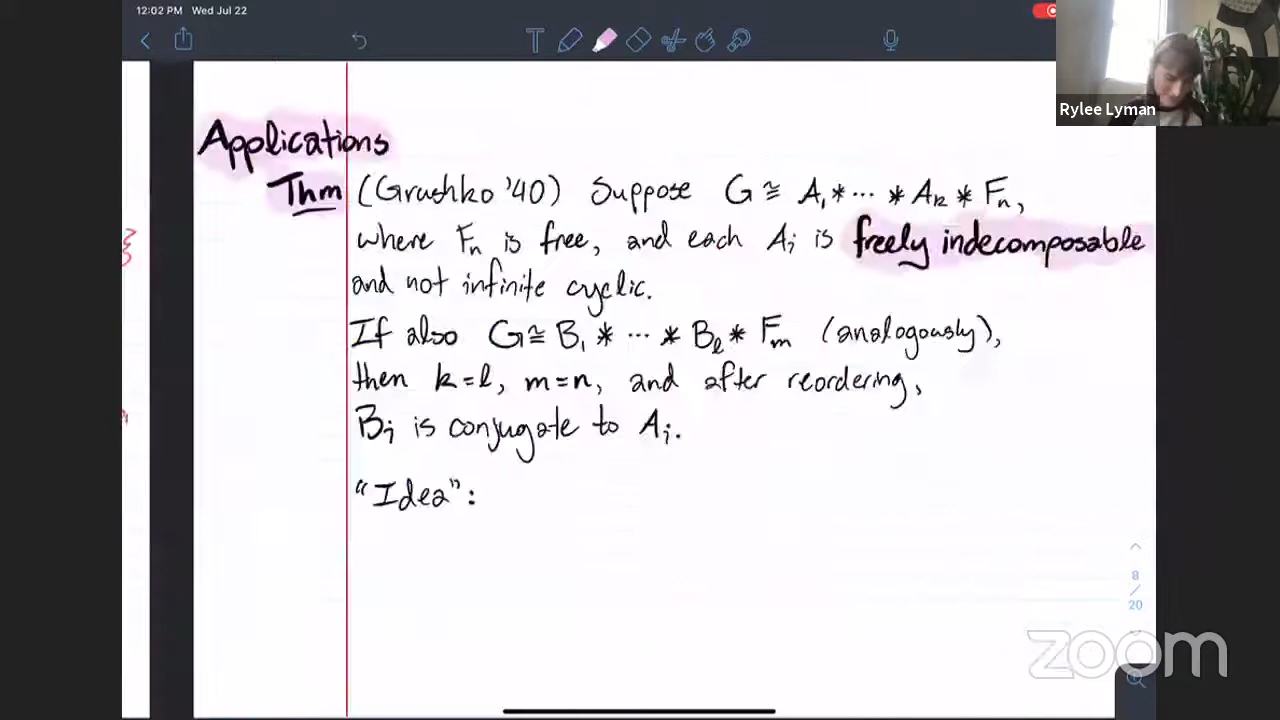 12:02 PM Wed Jul 22
Rylee Lyman
Applications
Thm (Grushko '40) Suppose G ≅ A₁ * ⋯ * Aₖ * Fₙ,
where Fₙ is free, and each Aᵢ is freely indecomposable
and not infinite cyclic.
If also G ≅ B₁ * ⋯ * Bℓ * Fₘ (analogously),
then k=ℓ, m=n, and after reordering,
Bᵢ is conjugate to Aᵢ.
"Idea":
8
/
20
zoom